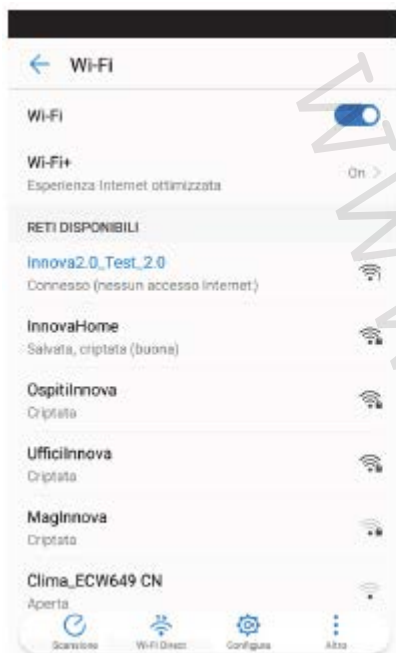 Wi-Fi
Wi-Fi
Wi-Fi+
Esperienza Internet ottimizzata
On
RETI DISPONIBILI
Innova2.0_Test_2.0
Connesso (nessun accesso Internet)
InnovaHome
Salvata, criptata (buona)
OspitiInnova
Criptata
UfficiInnova
Criptata
MagInnova
Criptata
Clima_ECW649 CN
Aperta
Scansione Wi-Fi Direct Configura Altro